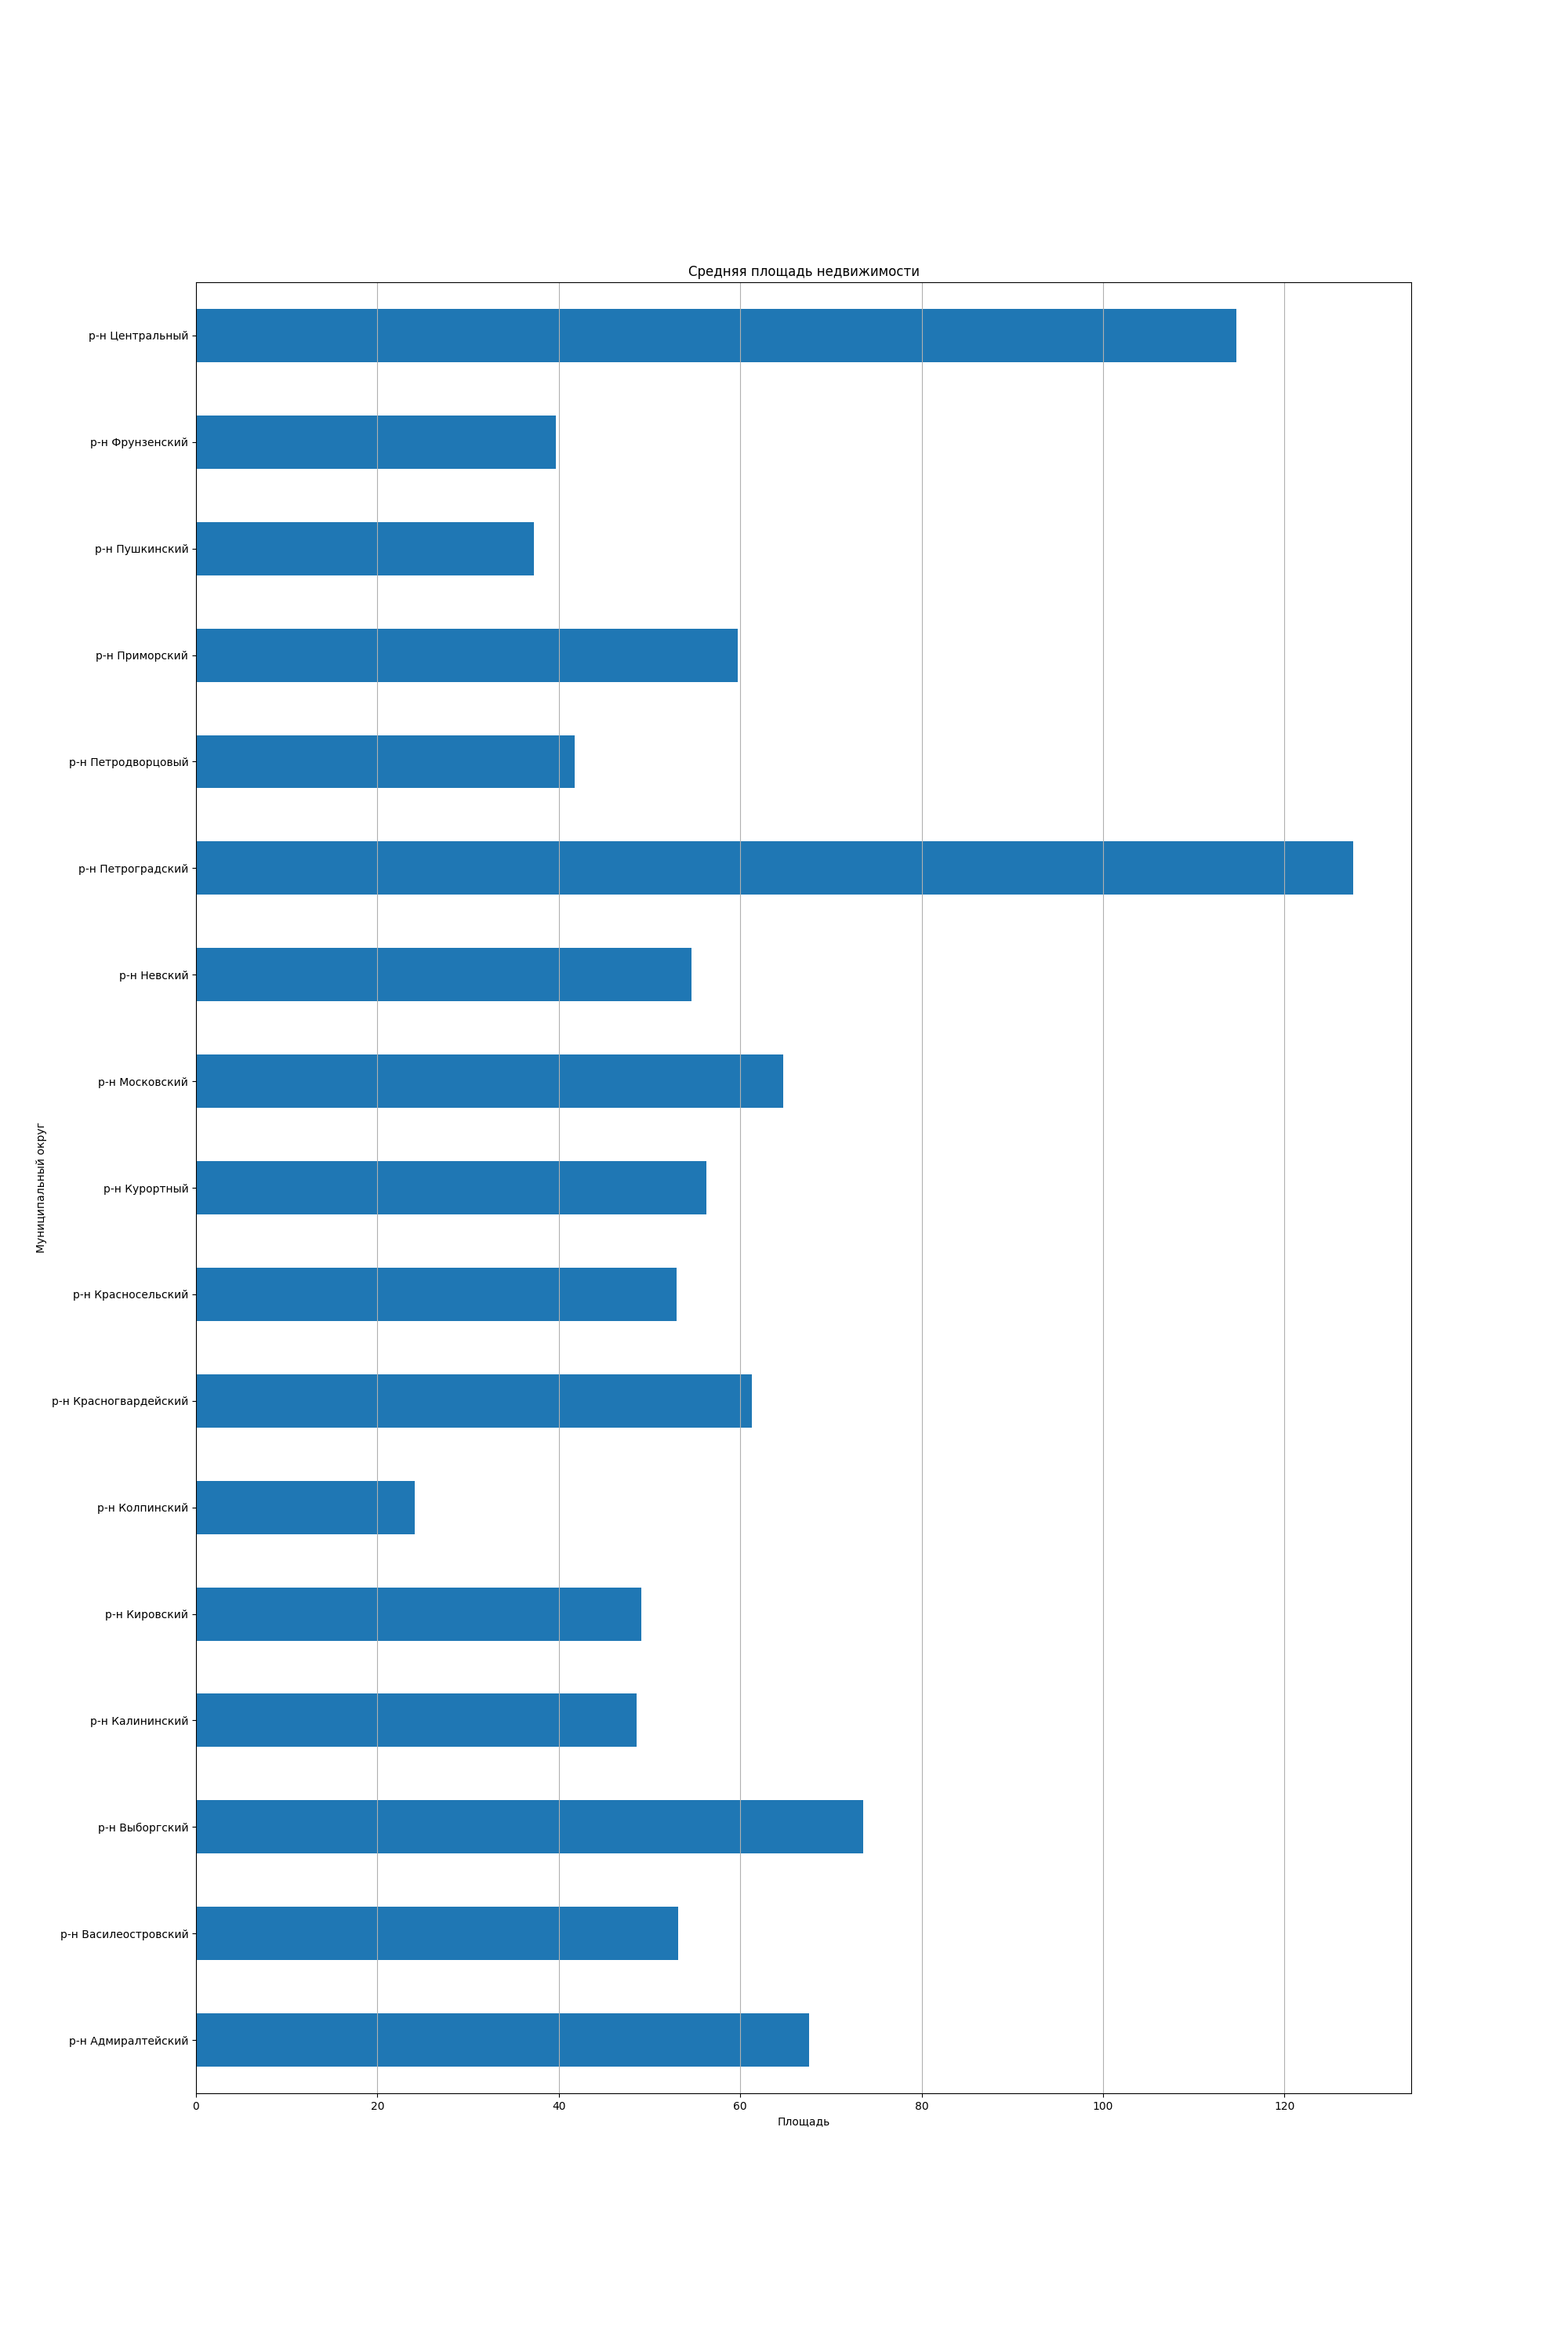 Средняя площадь недвижимости
р-н Центральный
р-н Фрунзенский
р-н Пушкинский
р-н Приморский
р-н Петродворцовый
р-н Петроградский
р-н Невский
р-н Московский
р-н Курортный
р-н Красносельский
р-н Красногвардейский
р-н Колпинский
р-н Кировский
р-н Калининский
р-н Выборгский
р-н Василеостровский
р-н Адмиралтейский
Муниципальный округ
0 20 40 60 80 100 120
Площадь